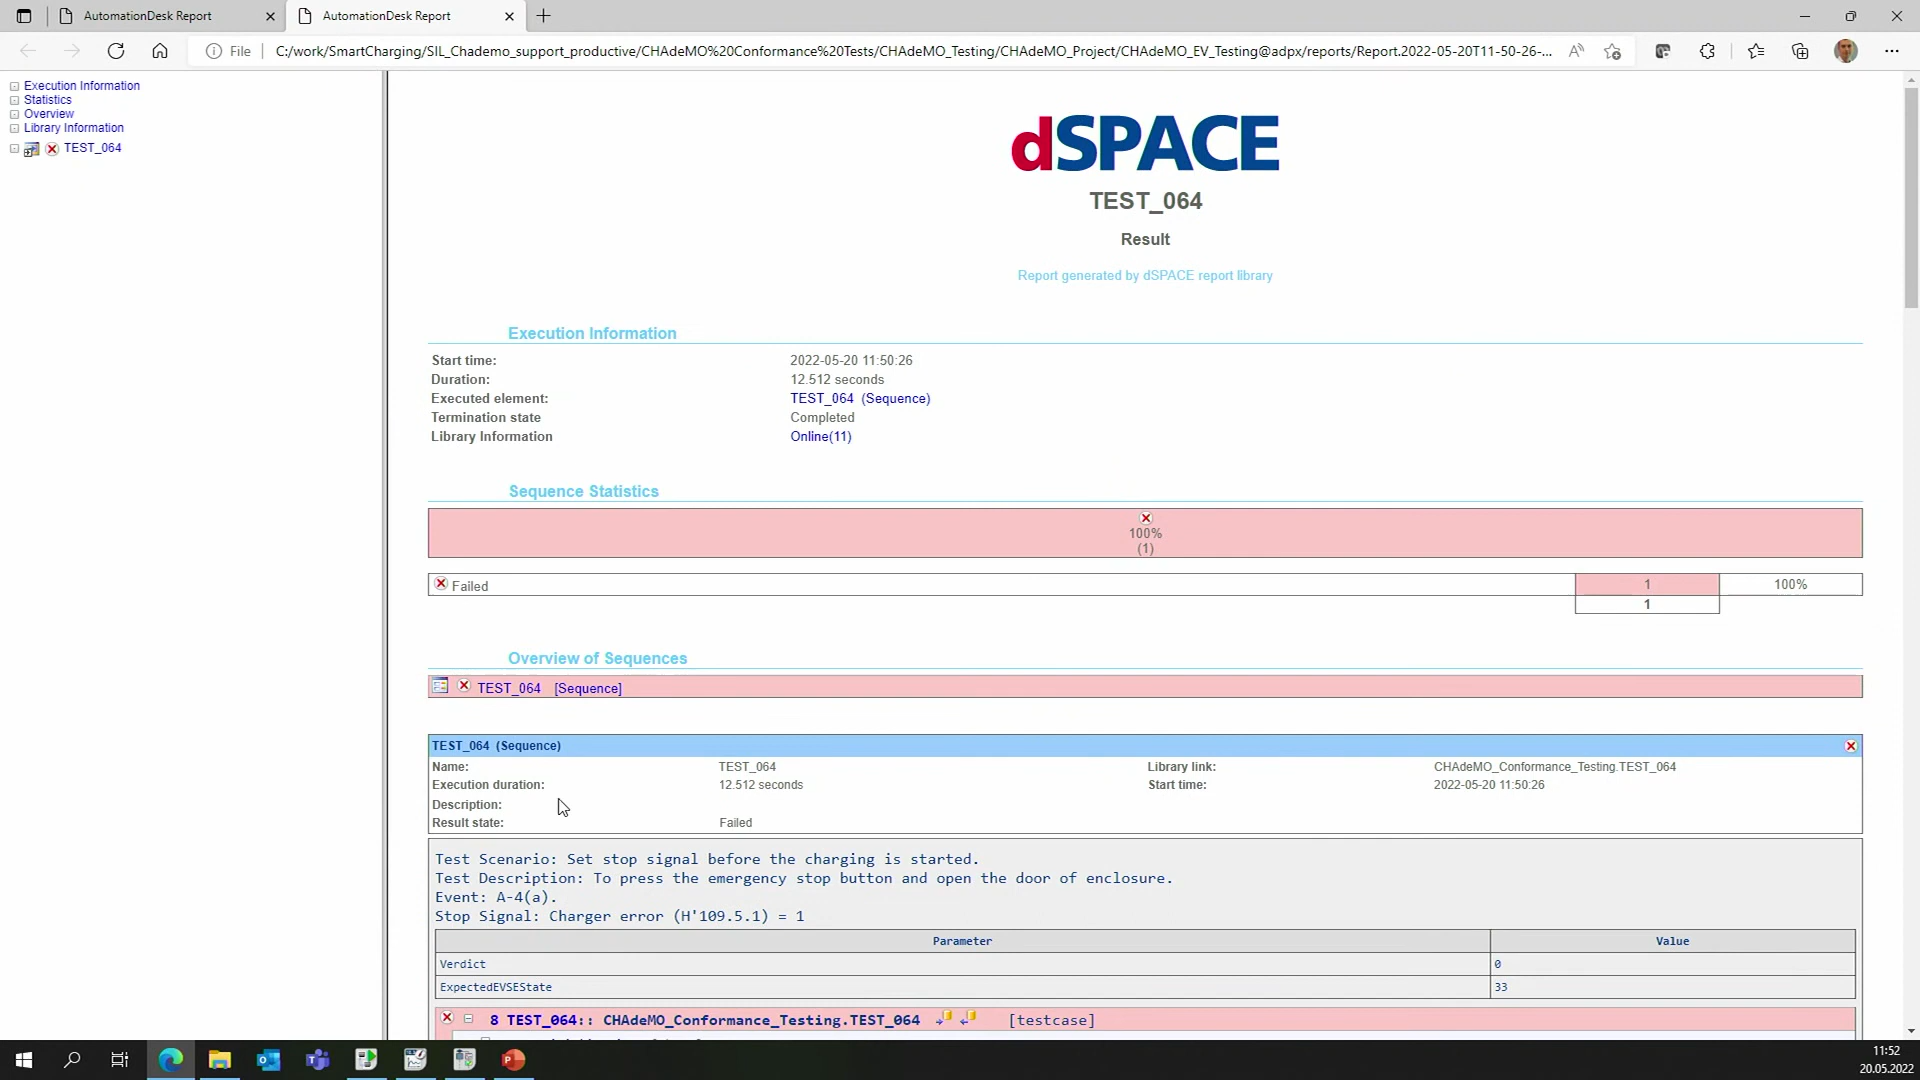 AutomationDesk Report
AutomationDesk Report
File
C:/work/SmartCharging/SIL_Chademo_support_productive/CHAdeMO%20Conformance%20Tests/CHAdeMO_Testing/CHAdeMO_Project/CHAdeMO_EV_Testing@adpx/reports/Report.2022-05-20T11-50-26-...
Execution Information
Statistics
Overview
Library Information
TEST_064
dSPACE
TEST_064
Result
Report generated by dSPACE report library
Execution Information
Start time: 2022-05-20 11:50:26
Duration: 12.512 seconds
Executed element: TEST_064 (Sequence)
Termination state Completed
Library Information Online(11)
Sequence Statistics
100%
(1)
Failed 1 100%
1
Overview of Sequences
TEST_064 [Sequence]
TEST_064 (Sequence)
Name: TEST_064 Library link: CHAdeMO_Conformance_Testing.TEST_064
Execution duration: 12.512 seconds Start time: 2022-05-20 11:50:26
Description:
Result state: Failed
Test Scenario: Set stop signal before the charging is started.
Test Description: To press the emergency stop button and open the door of enclosure.
Event: A-4(a).
Stop Signal: Charger error (H'109.5.1) = 1
Parameter Value
Verdict 0
ExpectedEVSEState 33
8 TEST_064:: CHAdeMO_Conformance_Testing.TEST_064 [testcase]
11:52
20.05.2022